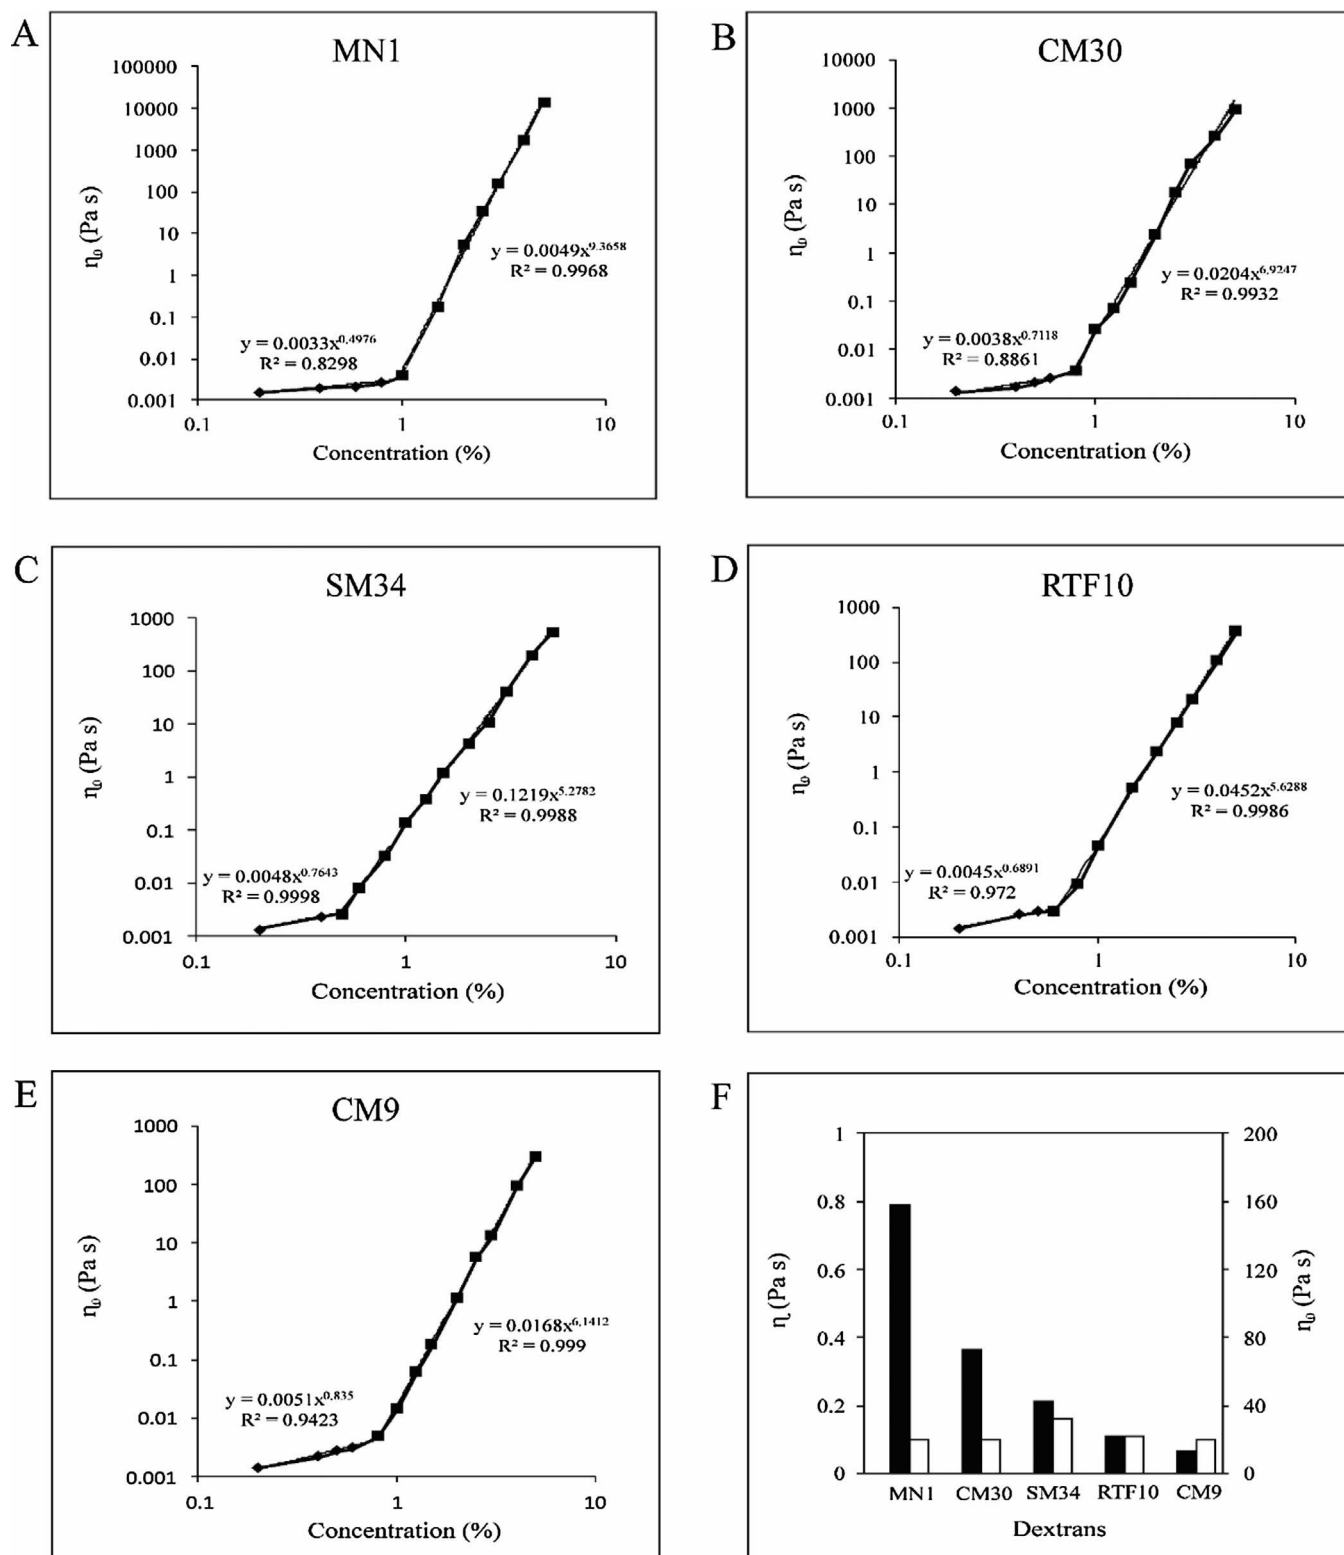 A
MN1
100000
10000
1000
100
10
1
0.1
0.01
0.001
η₀ (Pa s)
y = 0.0049x^9.3658
R² = 0.9968
y = 0.0033x^0.4976
R² = 0.8298
0.1 1 10
Concentration (%)
B
CM30
10000
1000
100
10
1
0.1
0.01
0.001
η₀ (Pa s)
y = 0.0204x^6.9247
R² = 0.9932
y = 0.0038x^0.7118
R² = 0.8861
0.1 1 10
Concentration (%)
C
SM34
1000
100
10
1
0.1
0.01
0.001
η₀ (Pa s)
y = 0.1219x^5.2782
R² = 0.9988
y = 0.0048x^0.7643
R² = 0.9998
0.1 1 10
Concentration (%)
D
RTF10
1000
100
10
1
0.1
0.01
0.001
η₀ (Pa s)
y = 0.0452x^5.6288
R² = 0.9986
y = 0.0045x^0.6891
R² = 0.972
0.1 1 10
Concentration (%)
E
CM9
1000
100
10
1
0.1
0.01
0.001
η₀ (Pa s)
y = 0.0168x^6.1412
R² = 0.999
y = 0.0051x^0.835
R² = 0.9423
0.1 1 10
Concentration (%)
F
1
0.8
0.6
0.4
0.2
0
η (Pa s)
200
160
120
80
40
0
η₀ (Pa s)
MN1 CM30 SM34 RTF10 CM9
Dextrans